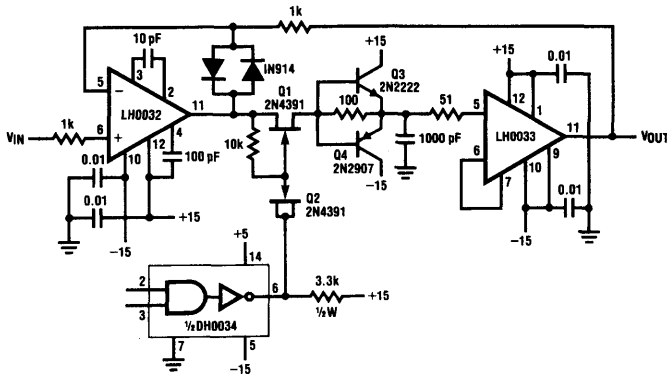 1k
10 pF
+15
IN914
Q3
2N2222
+15
0.01
5
3
2
Q1
2N4391
LH0032
11
100
51
5
12
1
VIN
1k
6
4
10k
1000 pF
LH0033
11
VOUT
12
100 pF
Q4
2N2907
6
0.01
10
-15
7
10
9
0.01
Q2
2N4391
0.01
+15
-15
-15
+5
14
2
6
3.3k
+15
3
½W
½DH0034
7
5
-15